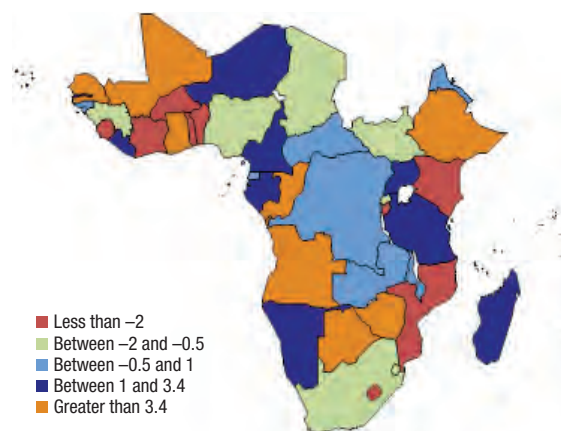 Less than –2
Between –2 and –0.5
Between –0.5 and 1
Between 1 and 3.4
Greater than 3.4